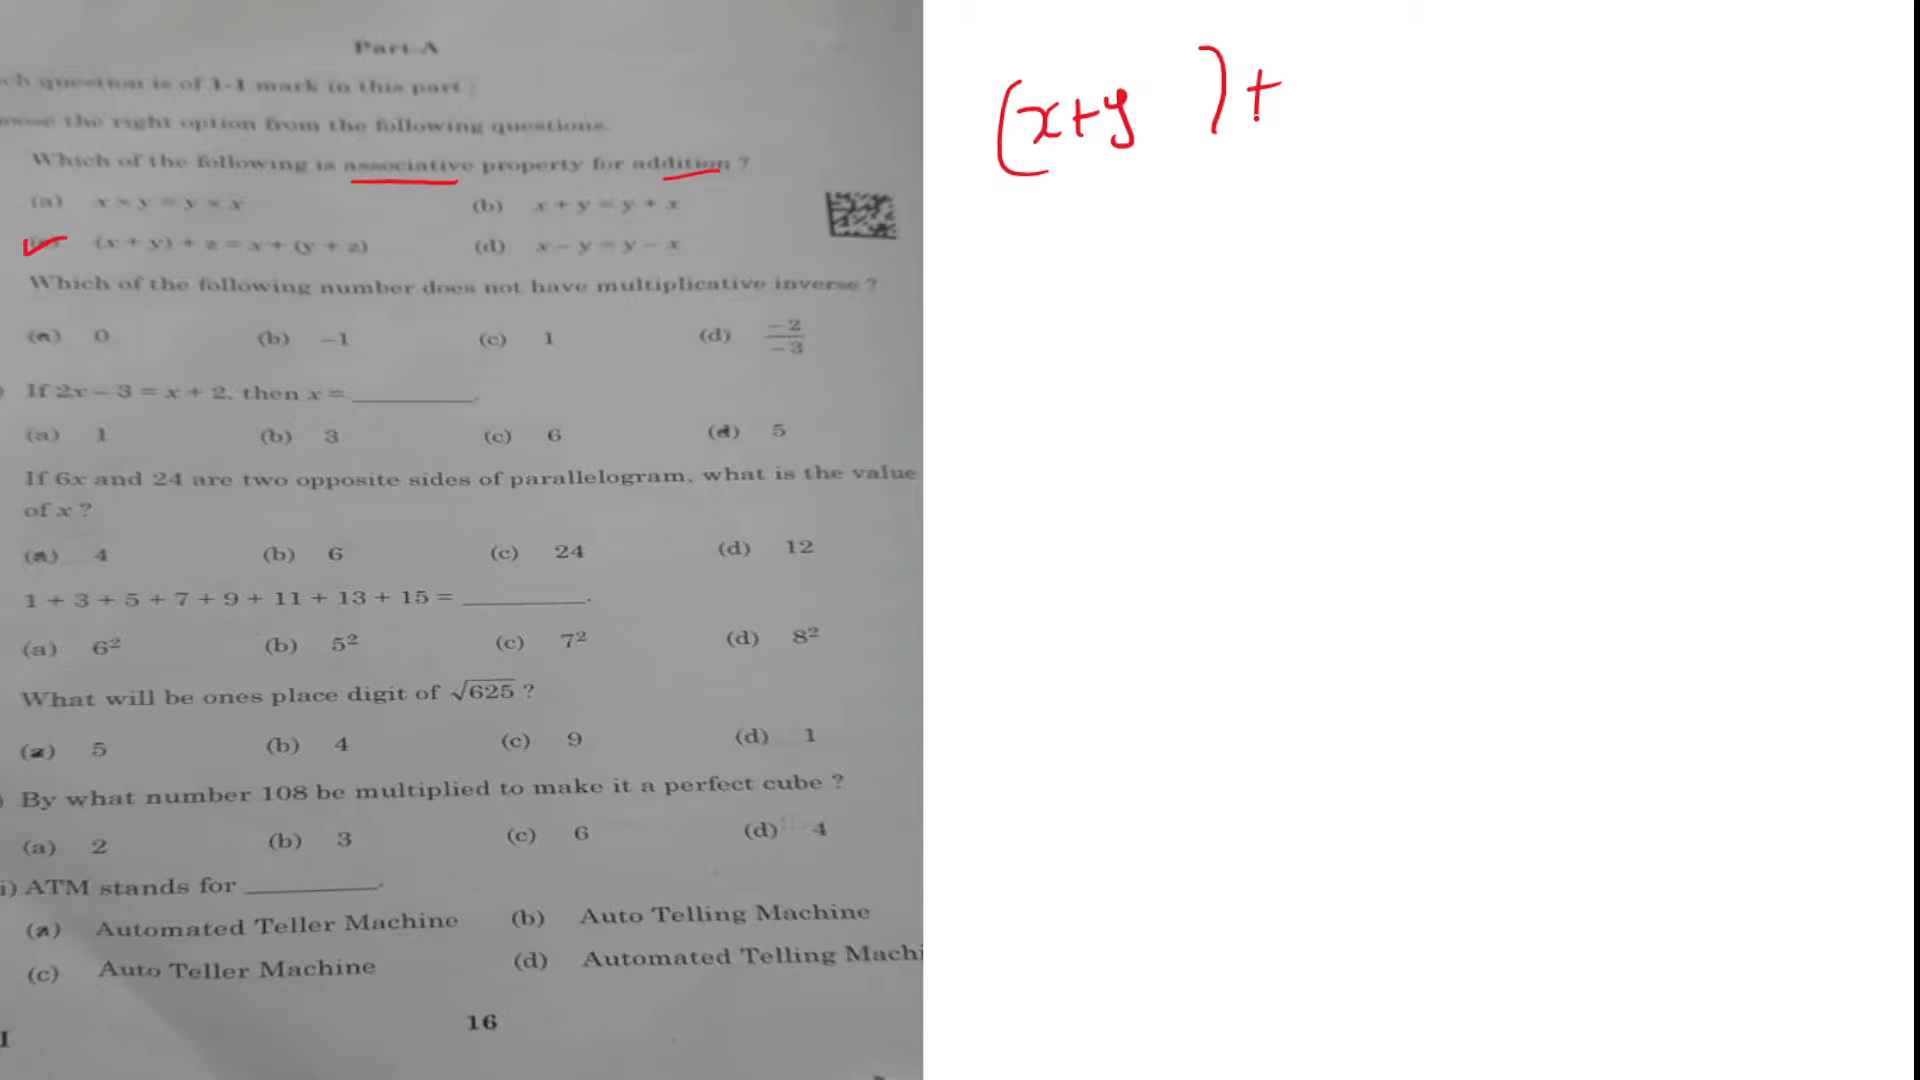 Part-A
ch question is of 1-1 mark in this part :
oose the right option from the following questions.
Which of the following is associative property for addition ?
(a) x × y = y × x (b) x + y = y + x
(x + y) + z = x + (y + z) (d) x – y = y – x
Which of the following number does not have multiplicative inverse ?
(a) 0 (b) –1 (c) 1 (d) –2/–3
If 2x – 3 = x + 2, then x = ________.
(a) 1 (b) 3 (c) 6 (d) 5
If 6x and 24 are two opposite sides of parallelogram, what is the value
of x ?
(a) 4 (b) 6 (c) 24 (d) 12
1 + 3 + 5 + 7 + 9 + 11 + 13 + 15 = ________.
(a) 6² (b) 5² (c) 7² (d) 8²
What will be ones place digit of √625 ?
(a) 5 (b) 4 (c) 9 (d) 1
) By what number 108 be multiplied to make it a perfect cube ?
(a) 2 (b) 3 (c) 6 (d) 4
i) ATM stands for ________.
(a) Automated Teller Machine (b) Auto Telling Machine
(c) Auto Teller Machine (d) Automated Telling Machi
16
I
(x+y ) +